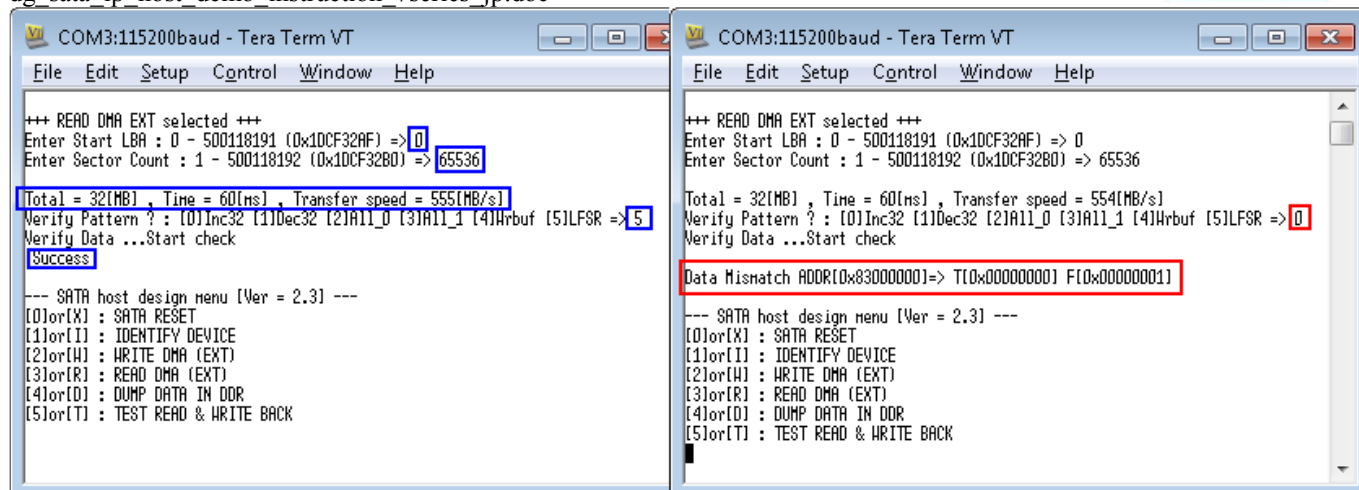 dg_sata_ip_host_demo_instruction_7series_jp.doc
COM3:115200baud - Tera Term VT
File Edit Setup Control Window Help
+++ READ DMA EXT selected +++
Enter Start LBA : 0 - 500118191 (0x1DCF32AF) => 0
Enter Sector Count : 1 - 500118192 (0x1DCF32B0) => 65536
Total = 32[MB] , Time = 60[ms] , Transfer speed = 555[MB/s]
Verify Pattern ? : [0]Inc32 [1]Dec32 [2]All_0 [3]All_1 [4]Wrbuf [5]LFSR => 5
Verify Data ...Start check
Success
--- SATA host design menu [Ver = 2.3] ---
[0]or[X] : SATA RESET
[1]or[I] : IDENTIFY DEVICE
[2]or[W] : WRITE DMA (EXT)
[3]or[R] : READ DMA (EXT)
[4]or[D] : DUMP DATA IN DDR
[5]or[T] : TEST READ & WRITE BACK
COM3:115200baud - Tera Term VT
File Edit Setup Control Window Help
+++ READ DMA EXT selected +++
Enter Start LBA : 0 - 500118191 (0x1DCF32AF) => 0
Enter Sector Count : 1 - 500118192 (0x1DCF32B0) => 65536
Total = 32[MB] , Time = 60[ms] , Transfer speed = 554[MB/s]
Verify Pattern ? : [0]Inc32 [1]Dec32 [2]All_0 [3]All_1 [4]Wrbuf [5]LFSR => 0
Verify Data ...Start check
Data Mismatch ADDR[0x83000000]=> T[0x00000000] F[0x00000001]
--- SATA host design menu [Ver = 2.3] ---
[0]or[X] : SATA RESET
[1]or[I] : IDENTIFY DEVICE
[2]or[W] : WRITE DMA (EXT)
[3]or[R] : READ DMA (EXT)
[4]or[D] : DUMP DATA IN DDR
[5]or[T] : TEST READ & WRITE BACK